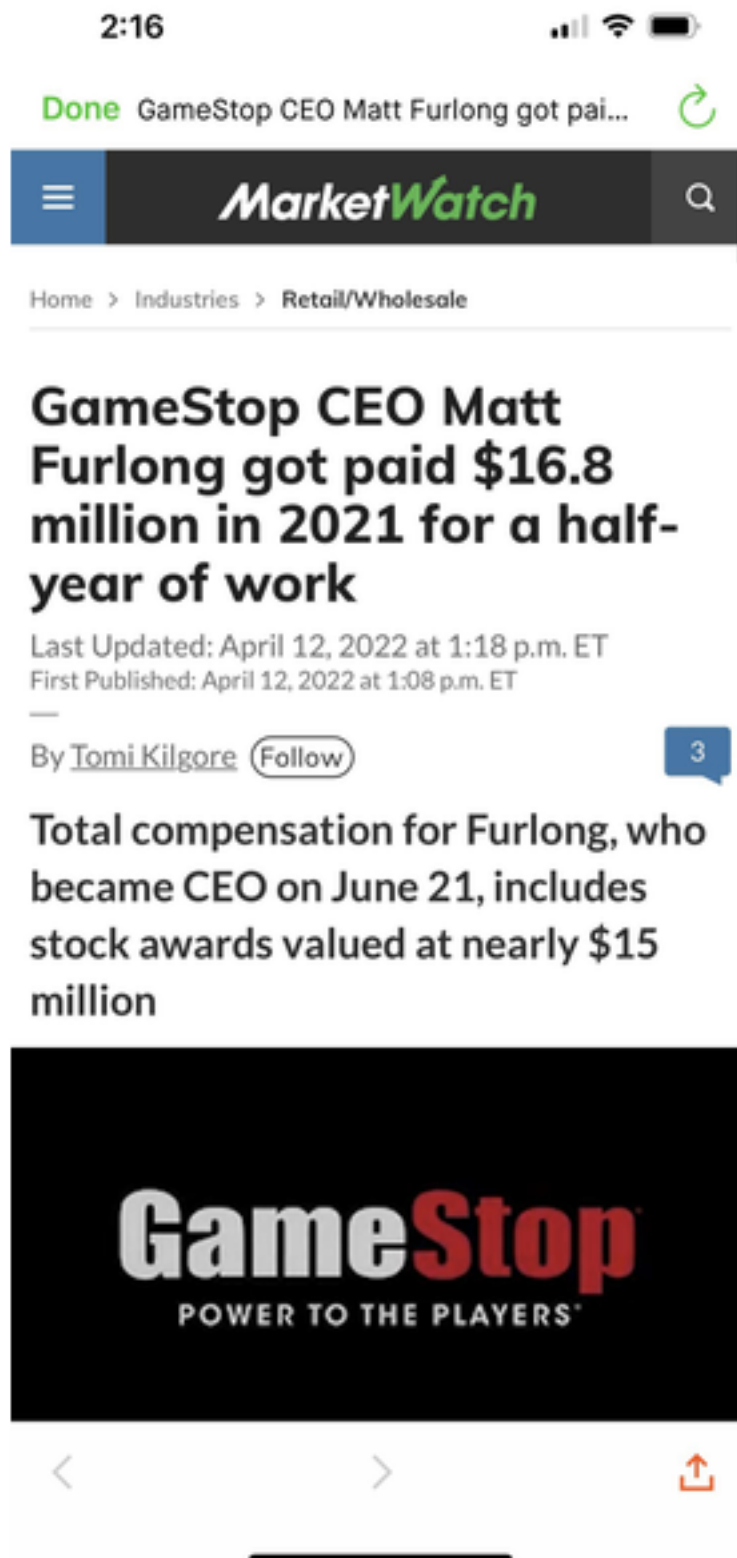 2:16
Done GameStop CEO Matt Furlong got pai...
MarketWatch
Home > Industries > Retail/Wholesale
GameStop CEO Matt
Furlong got paid $16.8
million in 2021 for a half-
year of work
Last Updated: April 12, 2022 at 1:18 p.m. ET
First Published: April 12, 2022 at 1:08 p.m. ET
By Tomi Kilgore Follow
3
Total compensation for Furlong, who
became CEO on June 21, includes
stock awards valued at nearly $15
million
GameStop
POWER TO THE PLAYERS